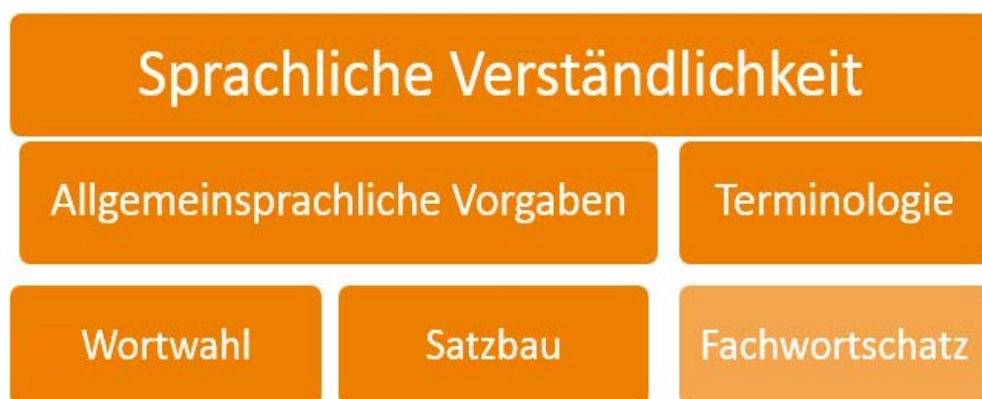 Sprachliche Verständlichkeit
Allgemeinsprachliche Vorgaben
Terminologie
Wortwahl
Satzbau
Fachwortschatz